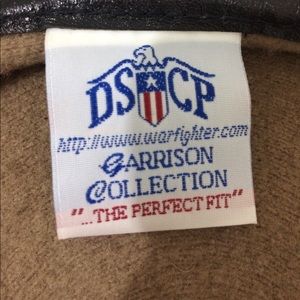 DSCP
http://www.warfighter.com
GARRISON
COLLECTION
"...THE PERFECT FIT"